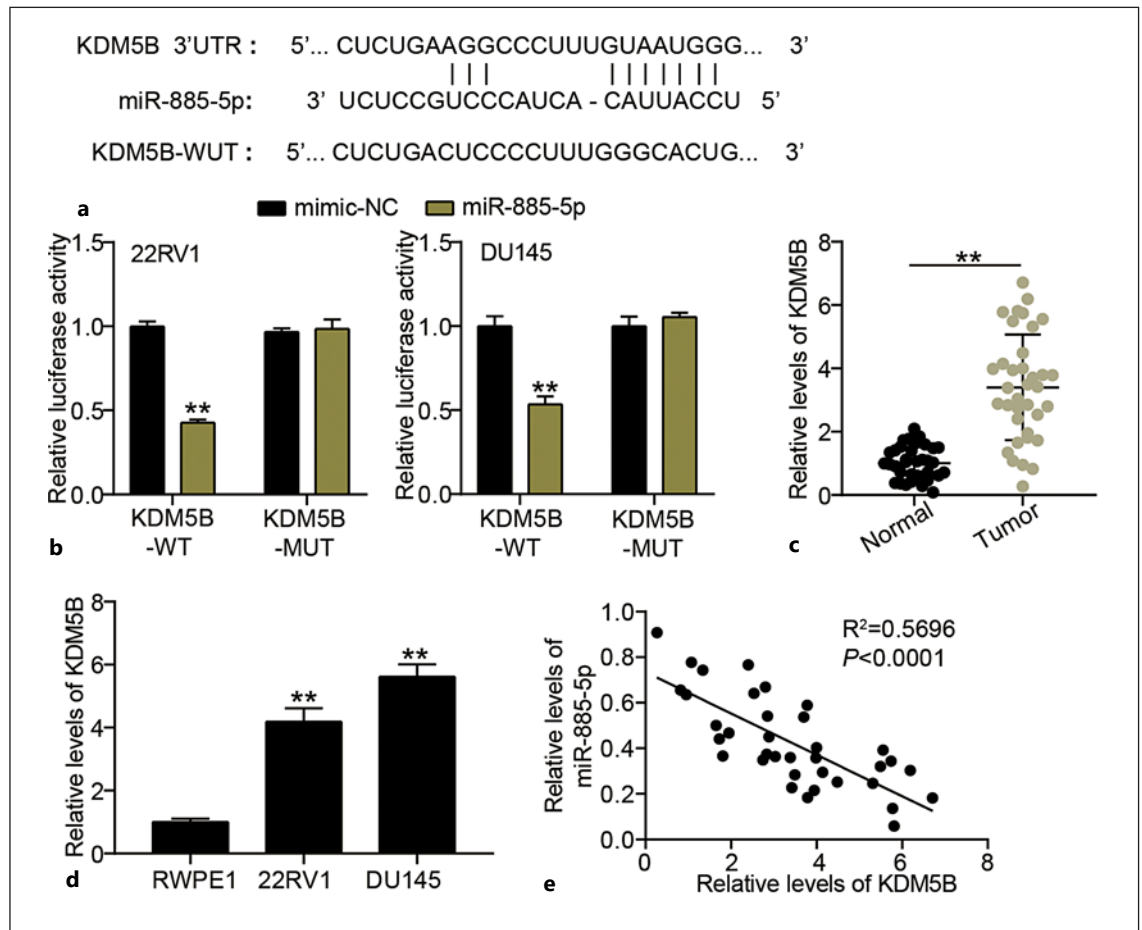 KDM5B 3'UTR : 5'... CUCUGAAGGCCCUUUGUAAUGGG... 3'
miR-885-5p: 3' UCUCCGUCCCAUCA - CAUUACCU 5'
KDM5B-WUT : 5'... CUCUGACUCCCCUUUGGGCACUG... 3'
a
mimic-NC miR-885-5p
22RV1
Relative luciferase activity
1.5
1.0
0.5
0.0
**
KDM5B -WT
KDM5B -MUT
b
DU145
Relative luciferase activity
1.5
1.0
0.5
0.0
**
KDM5B -WT
KDM5B -MUT
Relative levels of KDM5B
8
6
4
2
0
**
Normal
Tumor
c
Relative levels of KDM5B
8
6
4
2
0
**
**
RWPE1 22RV1 DU145
d
Relative levels of
miR-885-5p
1.0
0.8
0.6
0.4
0.2
0.0
R²=0.5696
P<0.0001
0 2 4 6 8
Relative levels of KDM5B
e